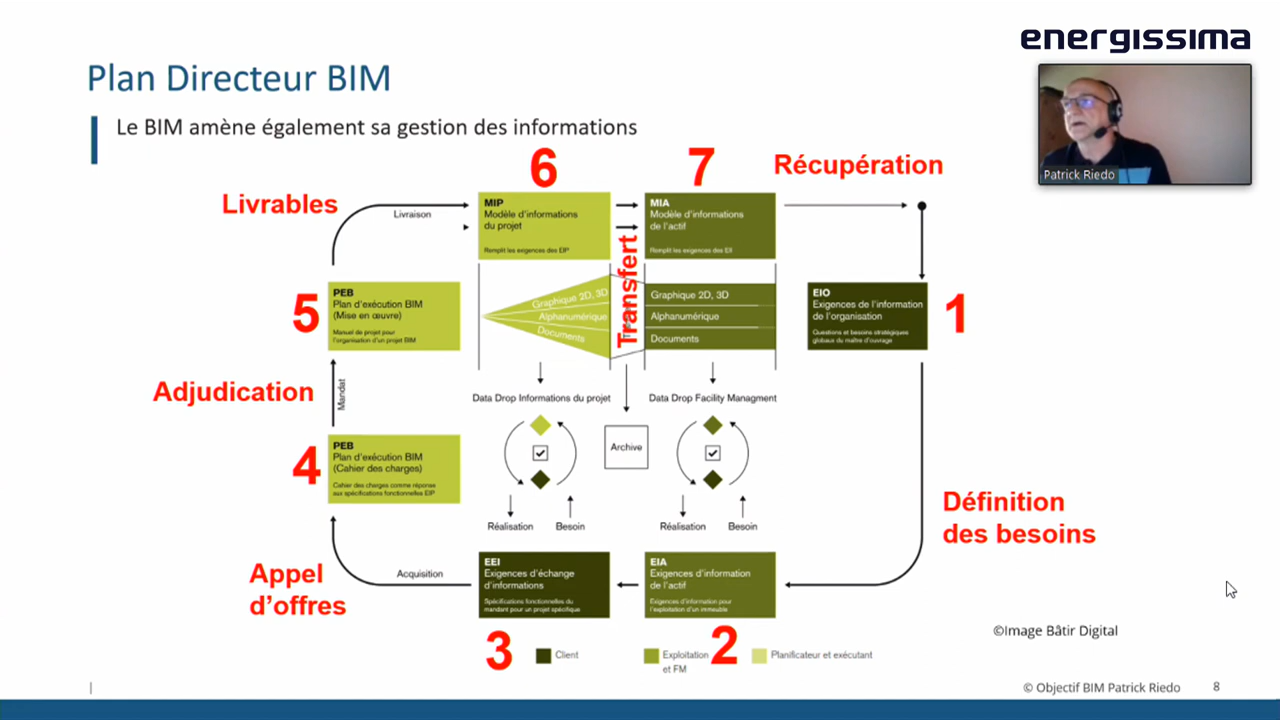 energissima
Plan Directeur BIM
Le BIM amène également sa gestion des informations
Patrick Riedo
6
7
Récupération
Livrables
Livraison
MIP
Modèle d'informations
du projet
Remplit les exigences des EIP
MIA
Modèle d'informations
de l'actif
Remplit les exigences des EII
Transfert
5
PEB
Plan d'exécution BIM
(Mise en œuvre)
Manuel de projet pour
l'organisation d'un projet BIM
Graphique 2D, 3D
Alphanumérique
Documents
Graphique 2D, 3D
Alphanumérique
Documents
EIO
Exigences de l'information
de l'organisation
Questions et besoins stratégiques
globaux du maître d'ouvrage
1
Adjudication
Mandat
Data Drop Informations du projet
Data Drop Facility Managment
Archive
4
PEB
Plan d'exécution BIM
(Cahier des charges)
Cahier des charges comme réponse
aux spécifications fonctionnelles EIP
Réalisation
Besoin
Réalisation
Besoin
Définition
des besoins
Appel
d'offres
Acquisition
EEI
Exigences d'échange
d'informations
Spécifications fonctionnelles du
mandant pour un projet spécifique
EIA
Exigences d'information
de l'actif
Exigences d'information pour
l'exploitation d'un immeuble
3
2
Client
Exploitation
et FM
Planificateur et exécutant
©Image Bâtir Digital
© Objectif BIM Patrick Riedo
8